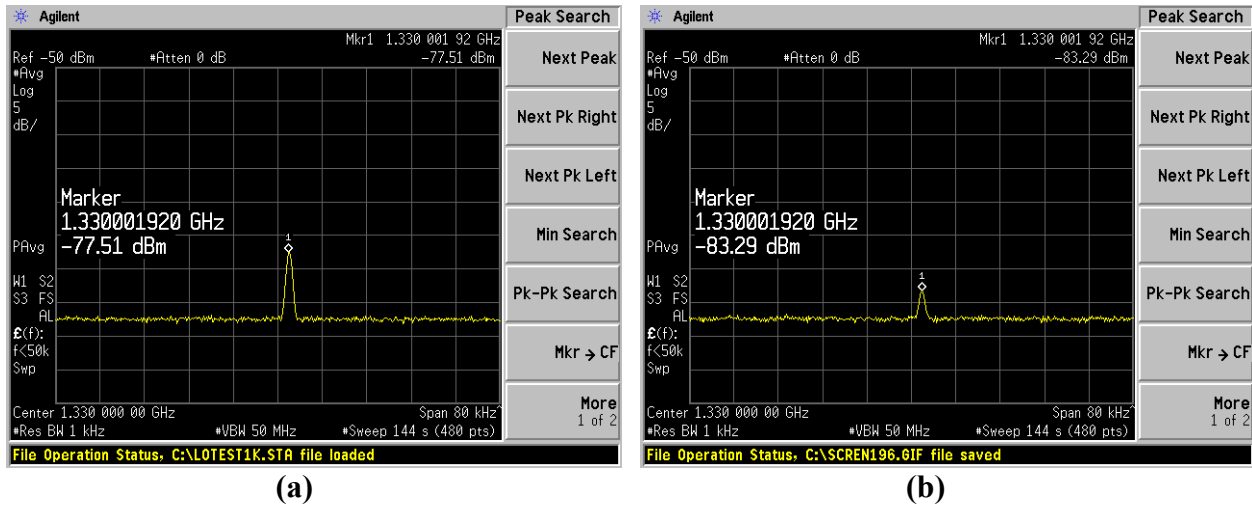 Agilent
Peak Search
Mkr1 1.330 001 92 GHz
Ref -50 dBm #Atten 0 dB -77.51 dBm
#Avg
Log
5
dB/
Marker
1.330001920 GHz
-77.51 dBm
1
PAvg
W1 S2
S3 FS
AL
£(f):
f<50k
Swp
Center 1.330 000 00 GHz Span 80 kHz^
#Res BW 1 kHz #VBW 50 MHz #Sweep 144 s (480 pts)
File Operation Status, C:\LOTEST1K.STA file loaded
Next Peak
Next Pk Right
Next Pk Left
Min Search
Pk-Pk Search
Mkr → CF
More
1 of 2
(a)
Agilent
Peak Search
Mkr1 1.330 001 92 GHz
Ref -50 dBm #Atten 0 dB -83.29 dBm
#Avg
Log
5
dB/
Marker
1.330001920 GHz
-83.29 dBm
1
PAvg
W1 S2
S3 FS
AL
£(f):
f<50k
Swp
Center 1.330 000 00 GHz Span 80 kHz^
#Res BW 1 kHz #VBW 50 MHz #Sweep 144 s (480 pts)
File Operation Status, C:\SCREN196.GIF file saved
Next Peak
Next Pk Right
Next Pk Left
Min Search
Pk-Pk Search
Mkr → CF
More
1 of 2
(b)